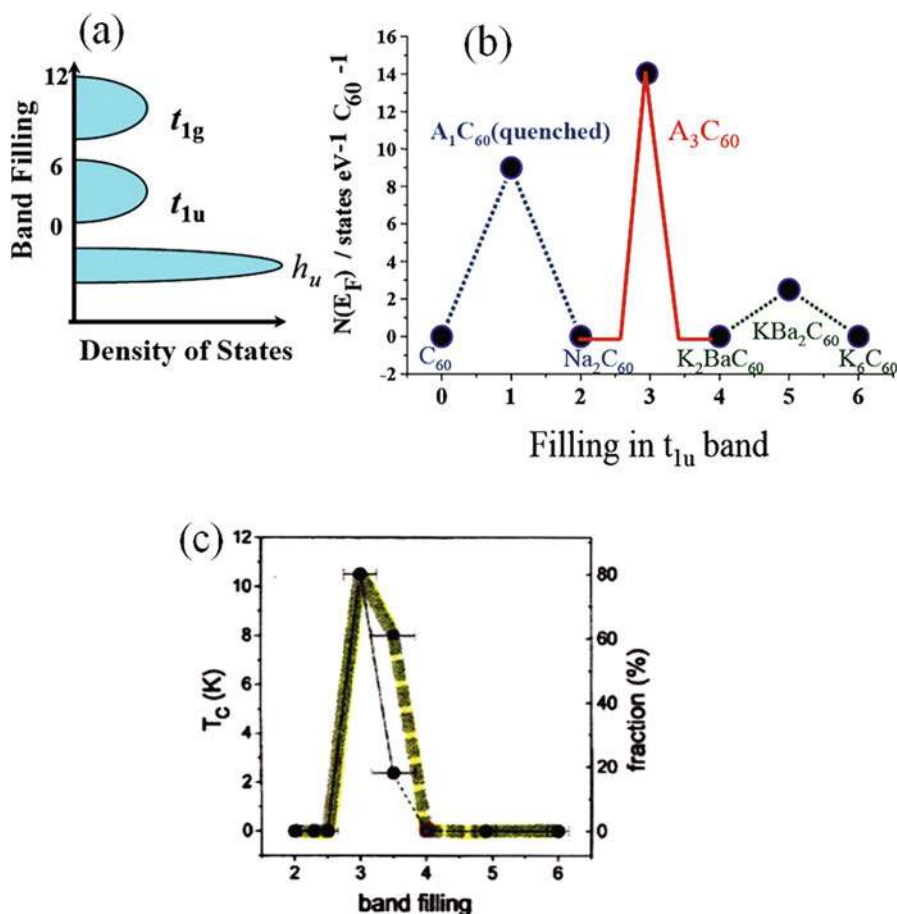 (a)
12
6
0
Band Filling
t1g
t1u
hu
Density of States
(b)
N(EF) / states eV-1 C60-1
16
14
12
10
8
6
4
2
0
-2
A1C60(quenched)
A3C60
C60
Na2C60
K2BaC60
KBa2C60
K6C60
0 1 2 3 4 5 6
Filling in t1u band
(c)
TC (K)
12
10
8
6
4
2
0
fraction (%)
80
60
40
20
0
2 3 4 5 6
band filling